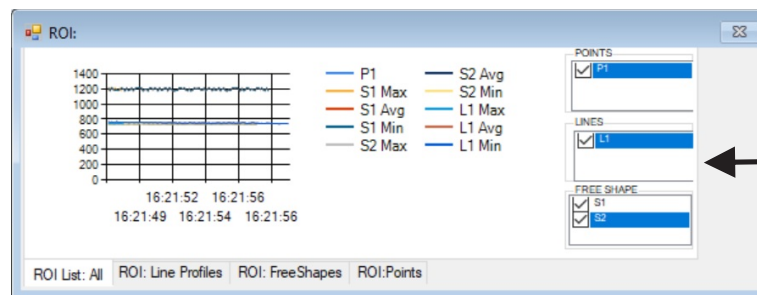 ROI:
1400
1200
1000
800
600
400
200
0
16:21:52 16:21:56
16:21:49 16:21:54 16:21:56
P1
S1 Max
S1 Avg
S1 Min
S2 Max
S2 Avg
S2 Min
L1 Max
L1 Avg
L1 Min
POINTS
P1
LINES
L1
FREE SHAPE
S1
S2
ROI List: All ROI: Line Profiles ROI: FreeShapes ROI:Points